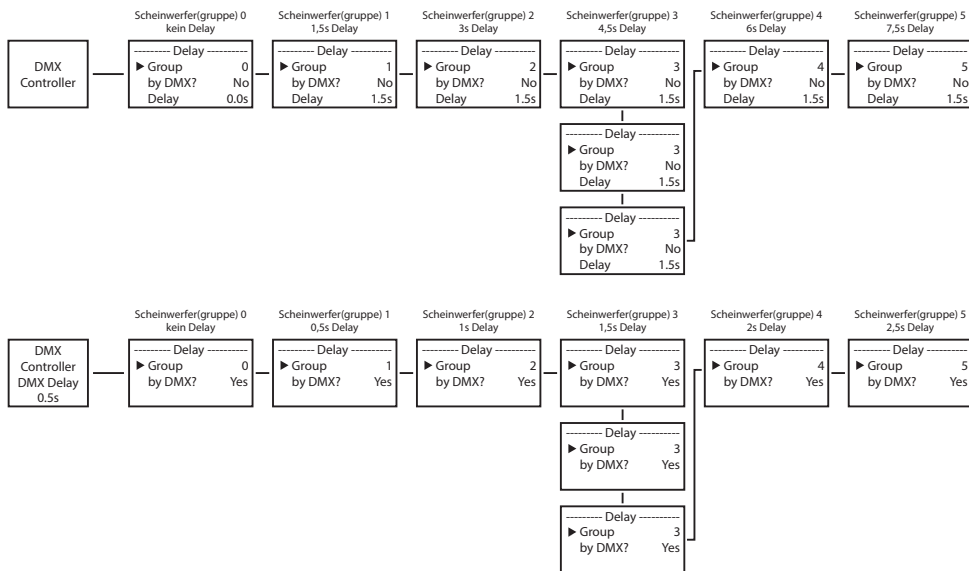 Scheinwerfer(gruppe) 0
kein Delay
Scheinwerfer(gruppe) 1
1,5s Delay
Scheinwerfer(gruppe) 2
3s Delay
Scheinwerfer(gruppe) 3
4,5s Delay
Scheinwerfer(gruppe) 4
6s Delay
Scheinwerfer(gruppe) 5
7,5s Delay
DMX
Controller
--------- Delay ----------
▶ Group 0
by DMX? No
Delay 0.0s
--------- Delay ----------
▶ Group 1
by DMX? No
Delay 1.5s
--------- Delay ----------
▶ Group 2
by DMX? No
Delay 1.5s
--------- Delay ----------
▶ Group 3
by DMX? No
Delay 1.5s
--------- Delay ----------
▶ Group 3
by DMX? No
Delay 1.5s
--------- Delay ----------
▶ Group 3
by DMX? No
Delay 1.5s
--------- Delay ----------
▶ Group 4
by DMX? No
Delay 1.5s
--------- Delay ----------
▶ Group 5
by DMX? No
Delay 1.5s
Scheinwerfer(gruppe) 0
kein Delay
Scheinwerfer(gruppe) 1
0,5s Delay
Scheinwerfer(gruppe) 2
1s Delay
Scheinwerfer(gruppe) 3
1,5s Delay
Scheinwerfer(gruppe) 4
2s Delay
Scheinwerfer(gruppe) 5
2,5s Delay
DMX
Controller
DMX Delay
0.5s
--------- Delay ----------
▶ Group 0
by DMX? Yes
--------- Delay ----------
▶ Group 1
by DMX? Yes
--------- Delay ----------
▶ Group 2
by DMX? Yes
--------- Delay ----------
▶ Group 3
by DMX? Yes
--------- Delay ----------
▶ Group 3
by DMX? Yes
--------- Delay ----------
▶ Group 3
by DMX? Yes
--------- Delay ----------
▶ Group 4
by DMX? Yes
--------- Delay ----------
▶ Group 5
by DMX? Yes